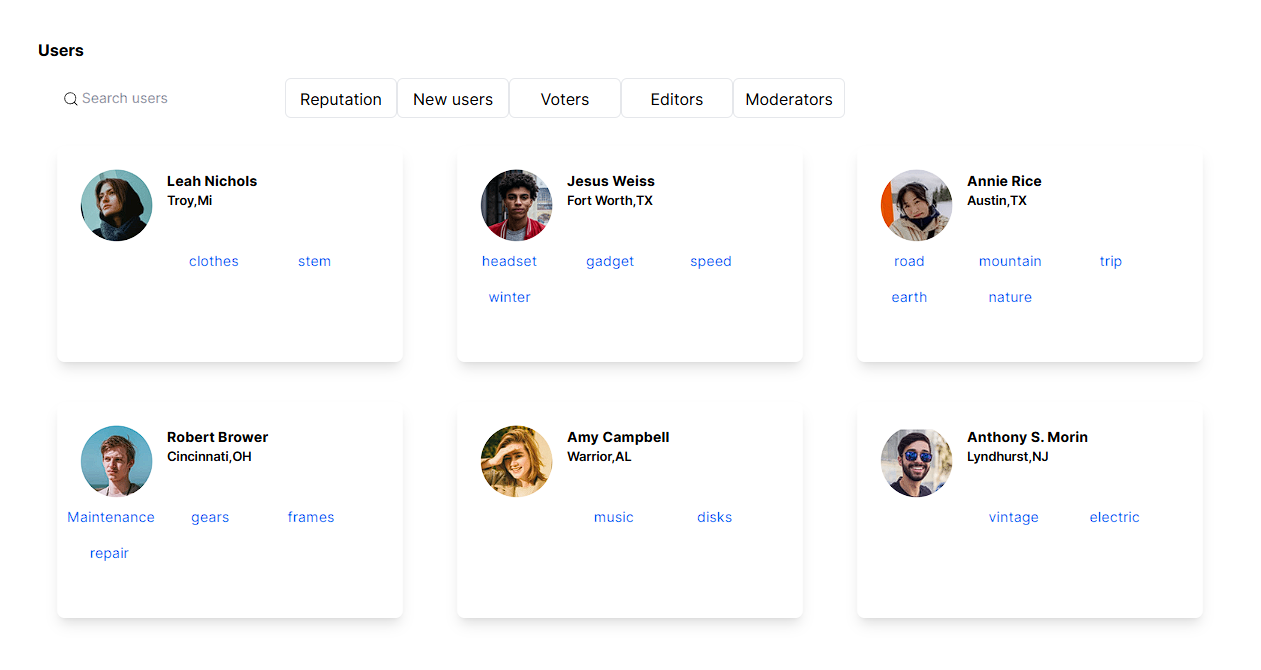 Users
Search users
Reputation New users Voters Editors Moderators
Leah Nichols
Troy,Mi
clothes stem
Jesus Weiss
Fort Worth,TX
headset gadget speed
winter
Annie Rice
Austin,TX
road mountain trip
earth nature
Robert Brower
Cincinnati,OH
Maintenance gears frames
repair
Amy Campbell
Warrior,AL
music disks
Anthony S. Morin
Lyndhurst,NJ
vintage electric